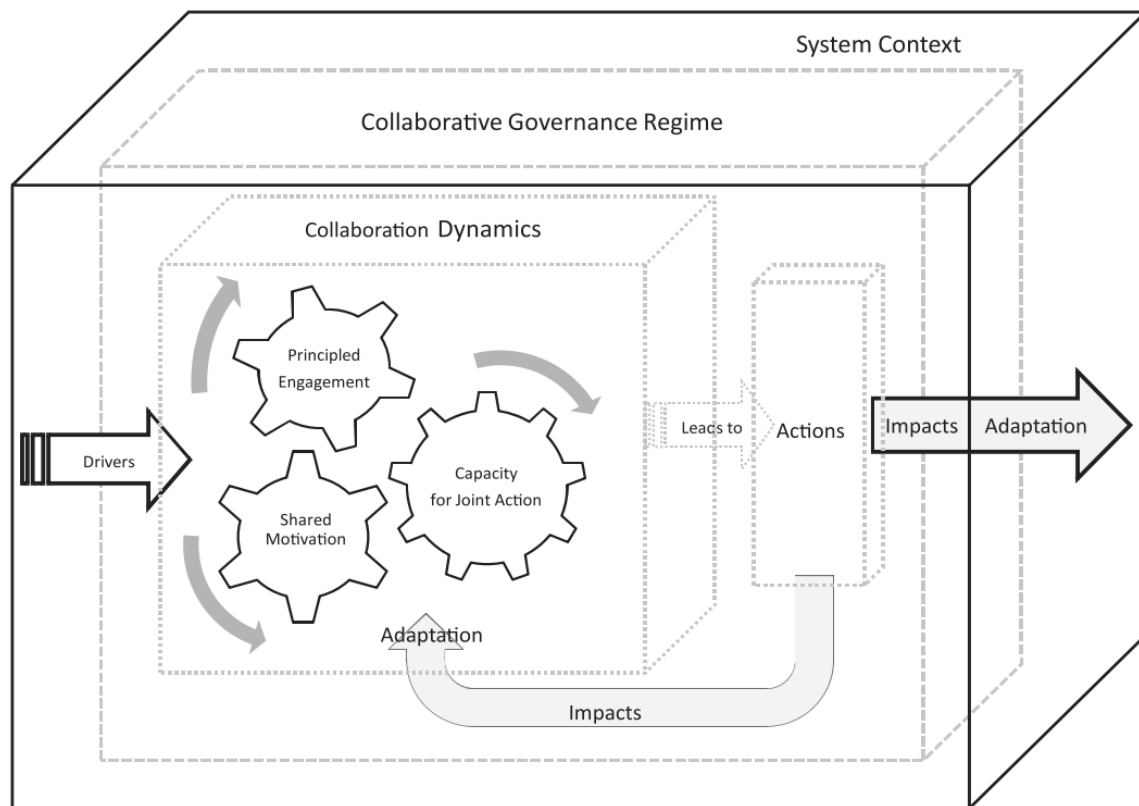 System Context
Collaborative Governance Regime
Collaboration Dynamics
Principled
Engagement
Drivers
Shared
Motivation
Capacity
for Joint Action
Leads to
Actions
Impacts
Adaptation
Adaptation
Impacts